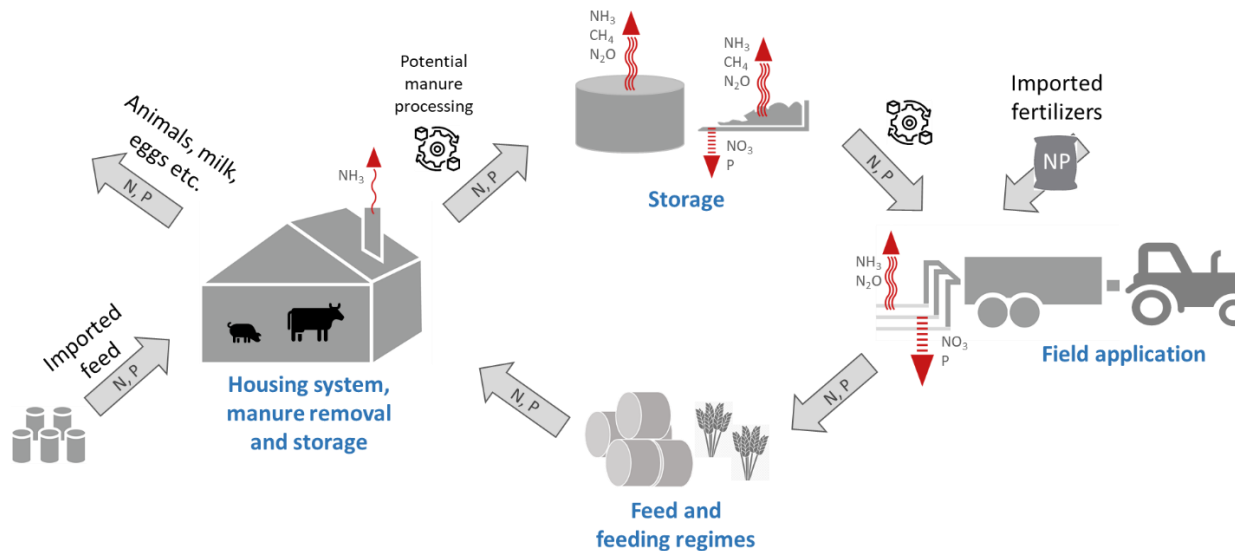 NH₃
CH₄
N₂O
NH₃
CH₄
N₂O
Potential
manure
processing
Imported
fertilizers
Animals, milk,
eggs etc.
N, P
NH₃
N, P
NO₃
P
Storage
N, P
NP
NH₃
N₂O
NO₃
P
Field application
Imported
feed
N, P
Housing system,
manure removal
and storage
N, P
N, P
Feed and
feeding regimes